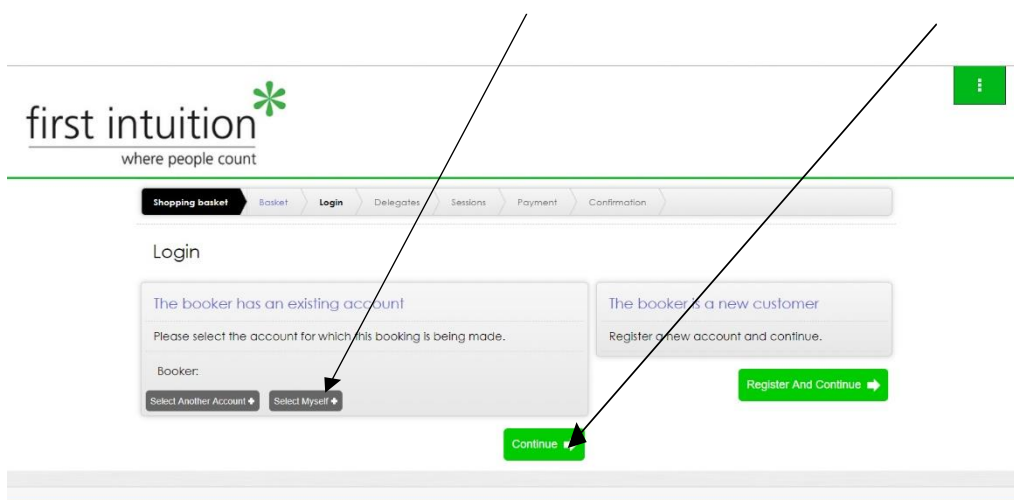 first intuition
where people count
Shopping basket Basket Login Delegates Sessions Payment Confirmation
Login
The booker has an existing account
Please select the account for which this booking is being made.
Booker:
Select Another Account Select Myself
Continue
The booker is a new customer
Register a new account and continue.
Register And Continue